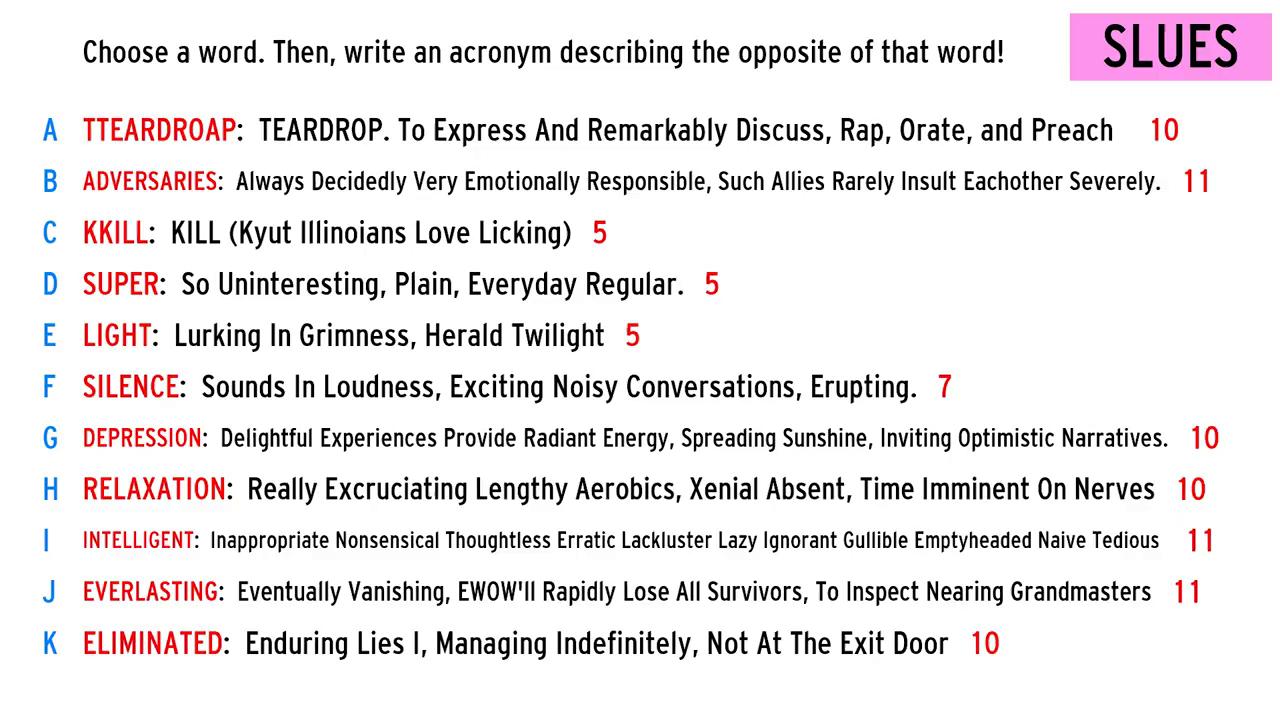 Choose a word. Then, write an acronym describing the opposite of that word!
SLUES
A TTEARDROAP: TEARDROP. To Express And Remarkably Discuss, Rap, Orate, and Preach 10
B ADVERSARIES: Always Decidedly Very Emotionally Responsible, Such Allies Rarely Insult Eachother Severely. 11
C KKILL: KILL (Kyut Illinoians Love Licking) 5
D SUPER: So Uninteresting, Plain, Everyday Regular. 5
E LIGHT: Lurking In Grimness, Herald Twilight 5
F SILENCE: Sounds In Loudness, Exciting Noisy Conversations, Erupting. 7
G DEPRESSION: Delightful Experiences Provide Radiant Energy, Spreading Sunshine, Inviting Optimistic Narratives. 10
H RELAXATION: Really Excruciating Lengthy Aerobics, Xenial Absent, Time Imminent On Nerves 10
I INTELLIGENT: Inappropriate Nonsensical Thoughtless Erratic Lackluster Lazy Ignorant Gullible Emptyheaded Naive Tedious 11
J EVERLASTING: Eventually Vanishing, EWOW'll Rapidly Lose All Survivors, To Inspect Nearing Grandmasters 11
K ELIMINATED: Enduring Lies I, Managing Indefinitely, Not At The Exit Door 10